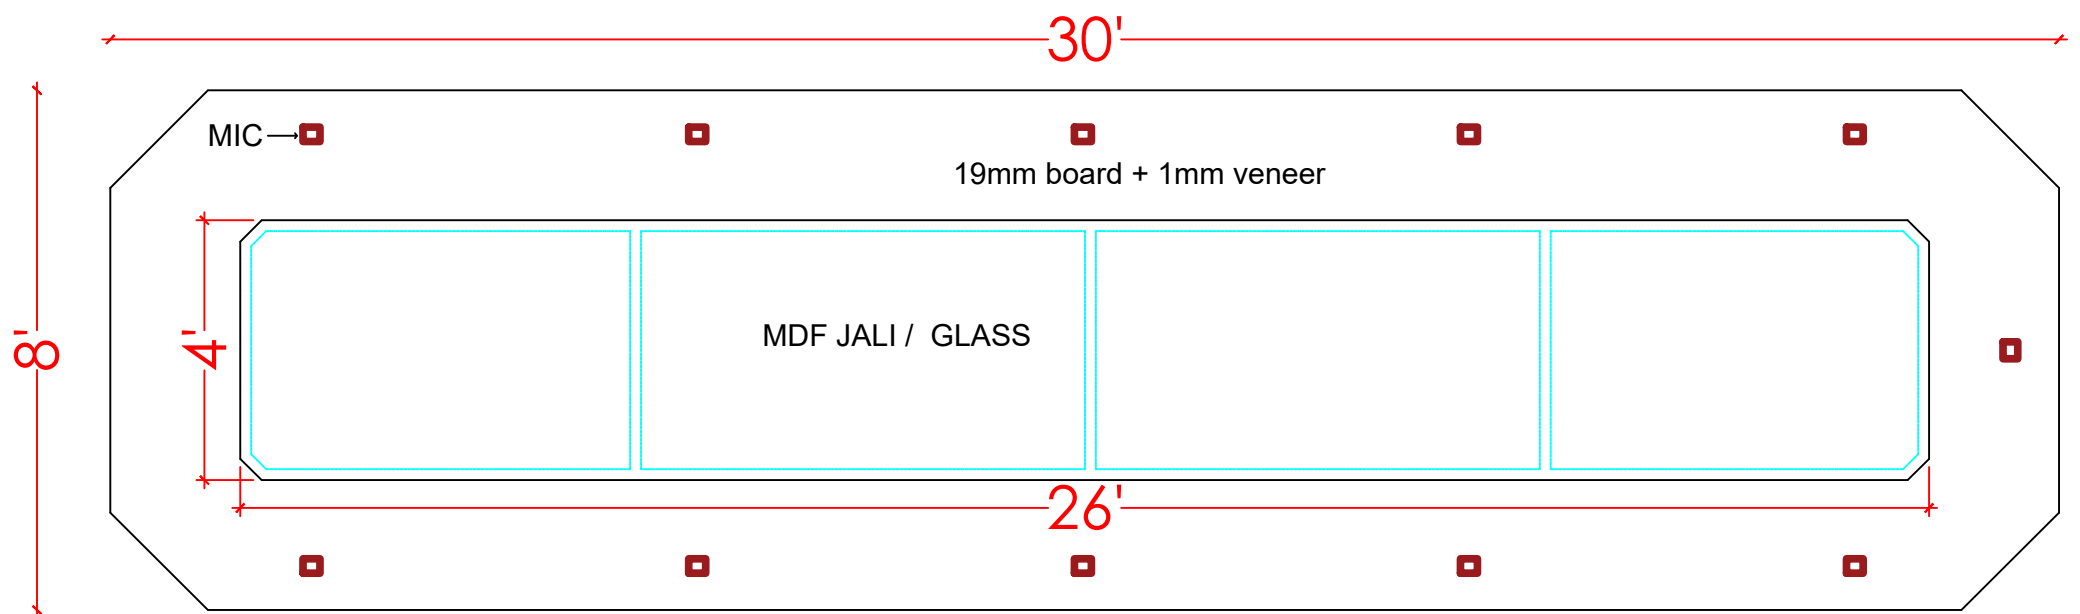 30'
MIC
19mm board + 1mm veneer
8'
4'
MDF JALI / GLASS
26'